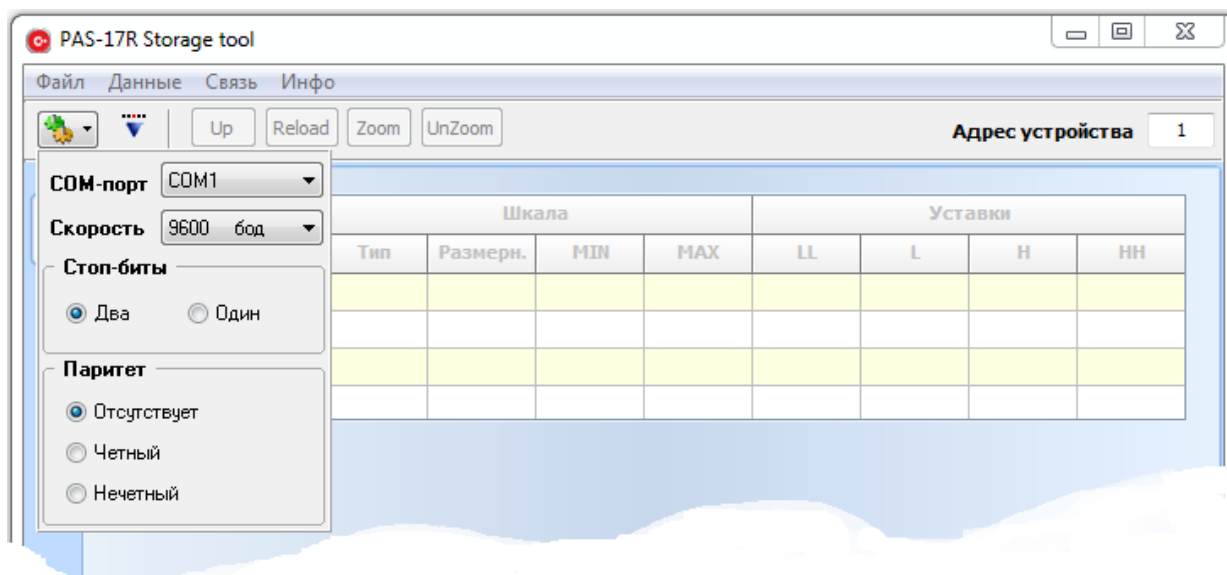 PAS-17R Storage tool
Файл Данные Связь Инфо
Up Reload Zoom UnZoom Адрес устройства 1
COM-порт COM1
Скорость 9600 бод
Стоп-биты
Два Один
Паритет
Отсутствует
Четный
Нечетный
Шкала Уставки
Тип Размерн. MIN MAX LL L H HH